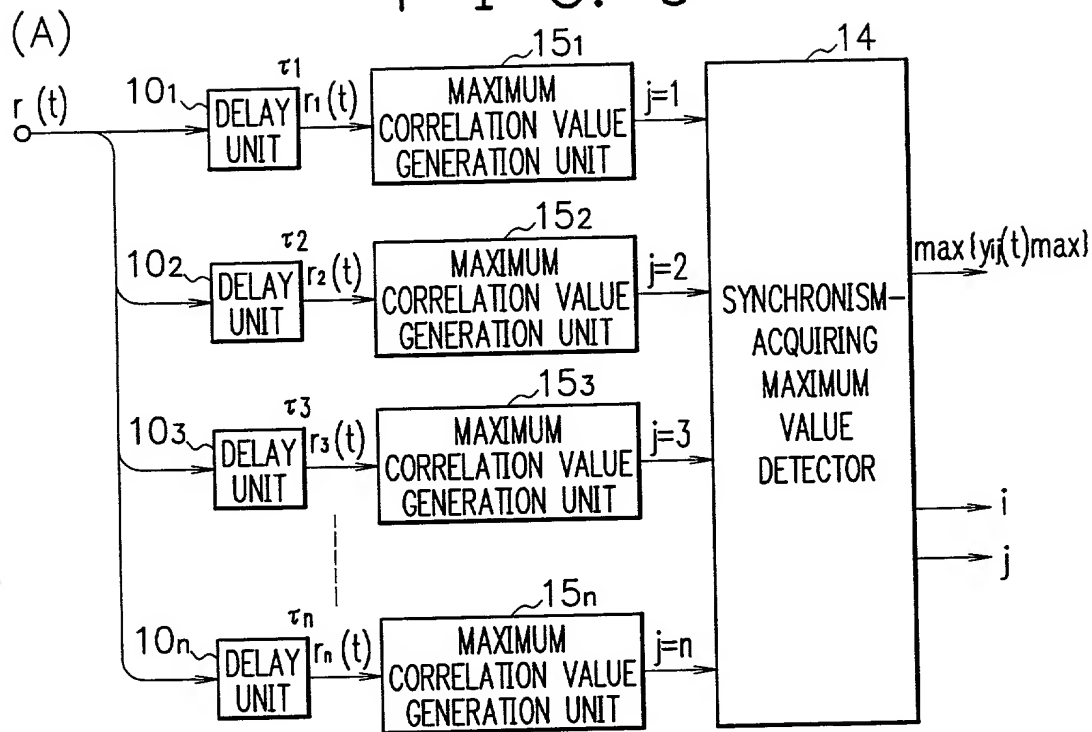 (A)
r (t)
10₁
τ1
DELAY
UNIT
r₁(t)
15₁
MAXIMUM
CORRELATION VALUE
GENERATION UNIT
j=1
10₂
τ2
DELAY
UNIT
r₂(t)
15₂
MAXIMUM
CORRELATION VALUE
GENERATION UNIT
j=2
10₃
τ3
DELAY
UNIT
r₃(t)
15₃
MAXIMUM
CORRELATION VALUE
GENERATION UNIT
j=3
10n
τn
DELAY
UNIT
rn (t)
15n
MAXIMUM
CORRELATION VALUE
GENERATION UNIT
j=n
14
SYNCHRONISM-
ACQUIRING
MAXIMUM
VALUE
DETECTOR
max{yij(t)max}
i
j